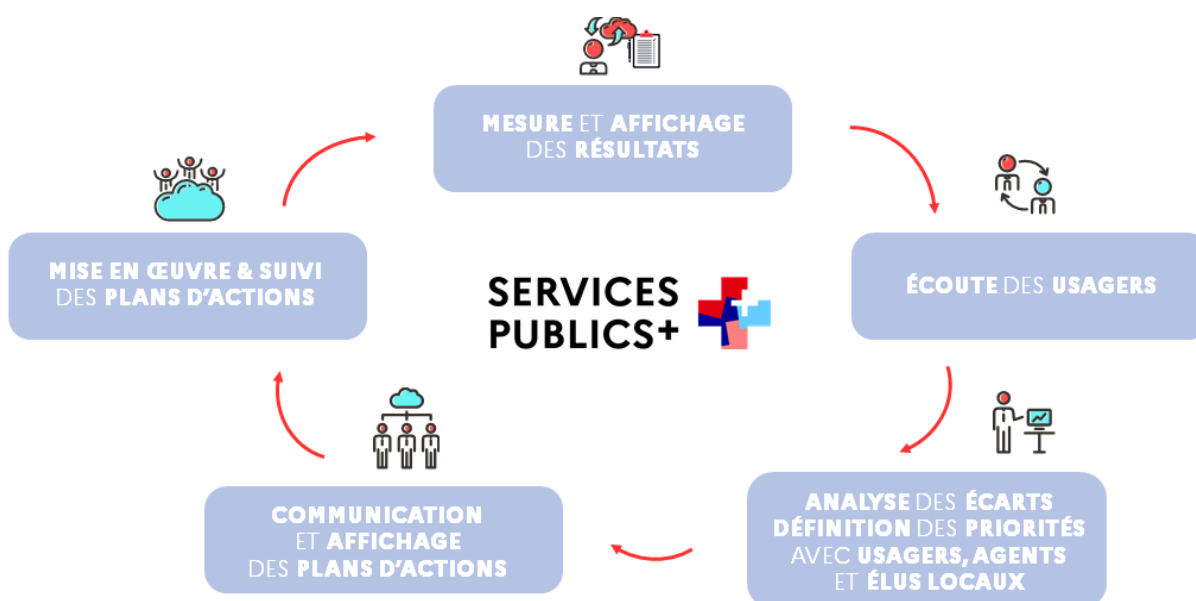 MESURE ET AFFICHAGE
DES RÉSULTATS
ÉCOUTE DES USAGERS
ANALYSE DES ÉCARTS
DÉFINITION DES PRIORITÉS
AVEC USAGERS, AGENTS
ET ÉLUS LOCAUX
COMMUNICATION
ET AFFICHAGE
DES PLANS D'ACTIONS
MISE EN ŒUVRE & SUIVI
DES PLANS D'ACTIONS
SERVICES
PUBLICS+